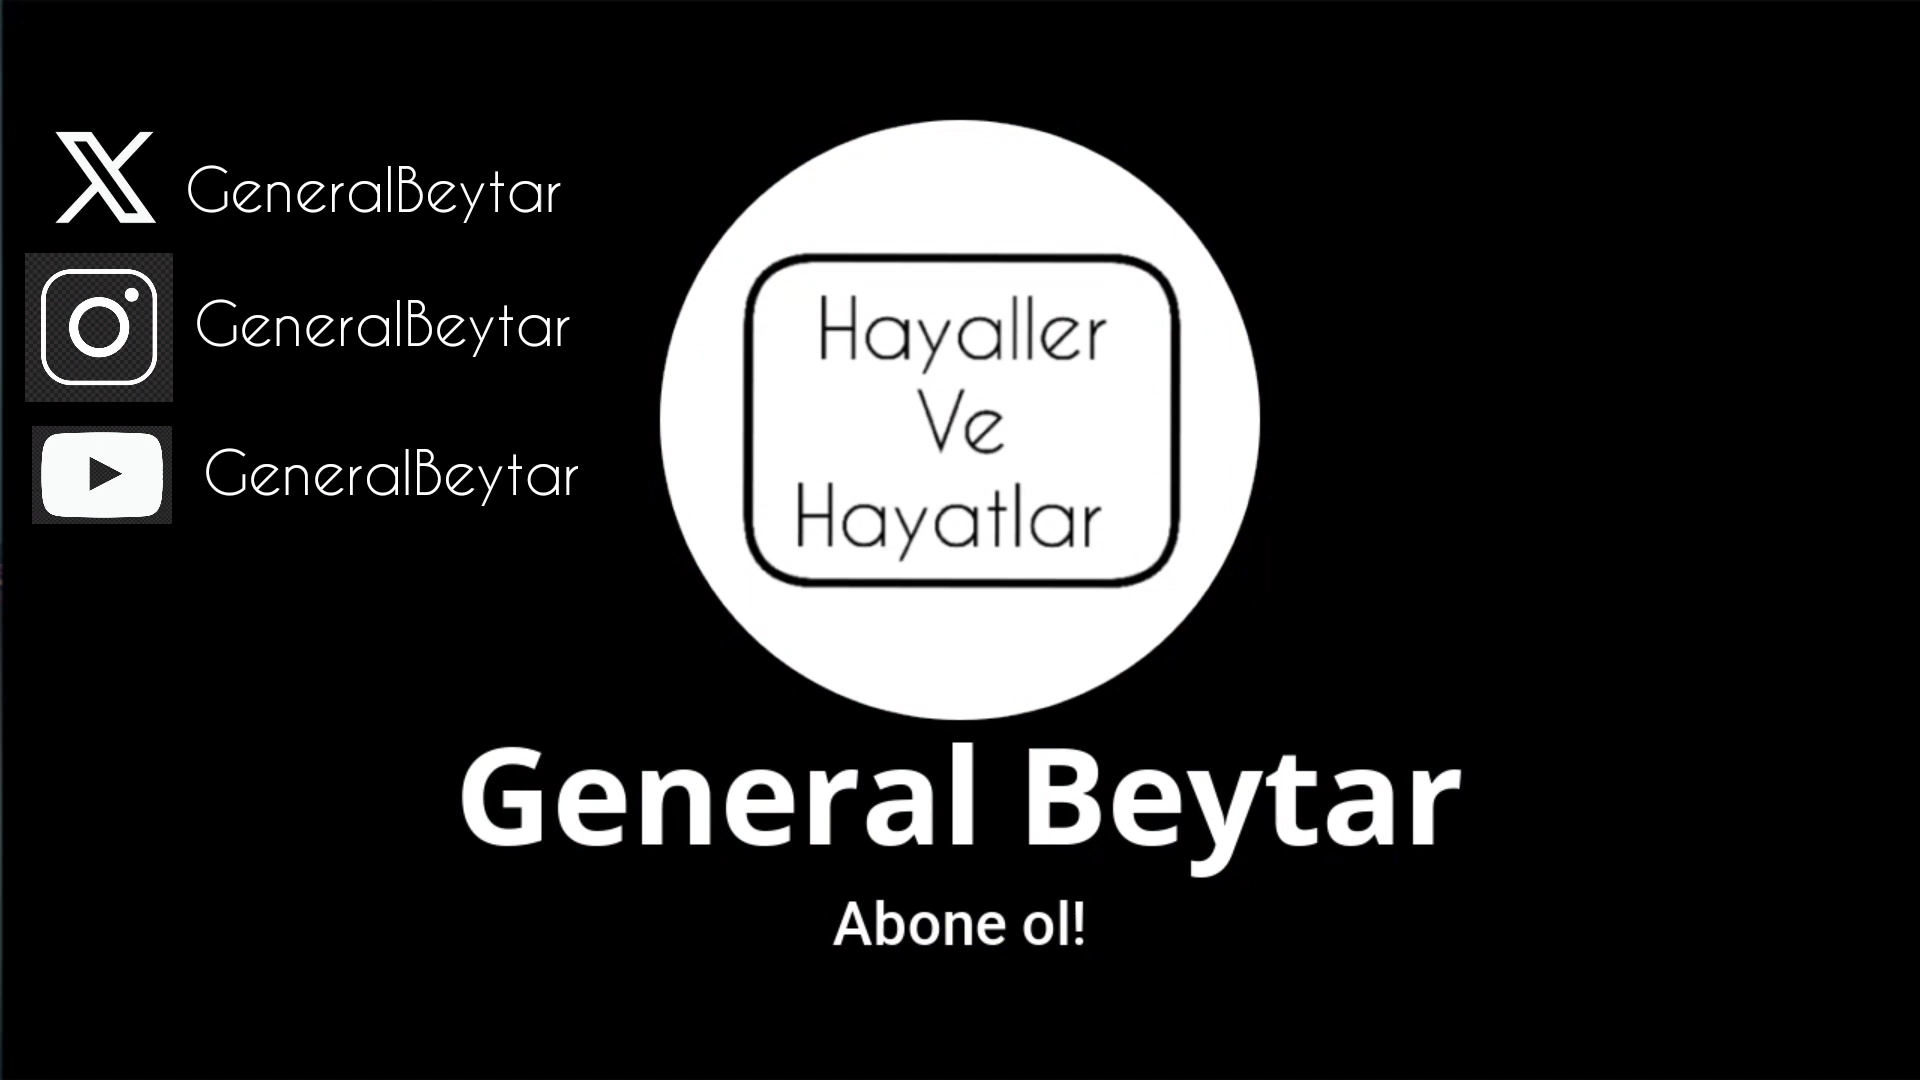 GeneralBeytar
GeneralBeytar
GeneralBeytar
Hayaller
Ve
Hayatlar
General Beytar
Abone ol!